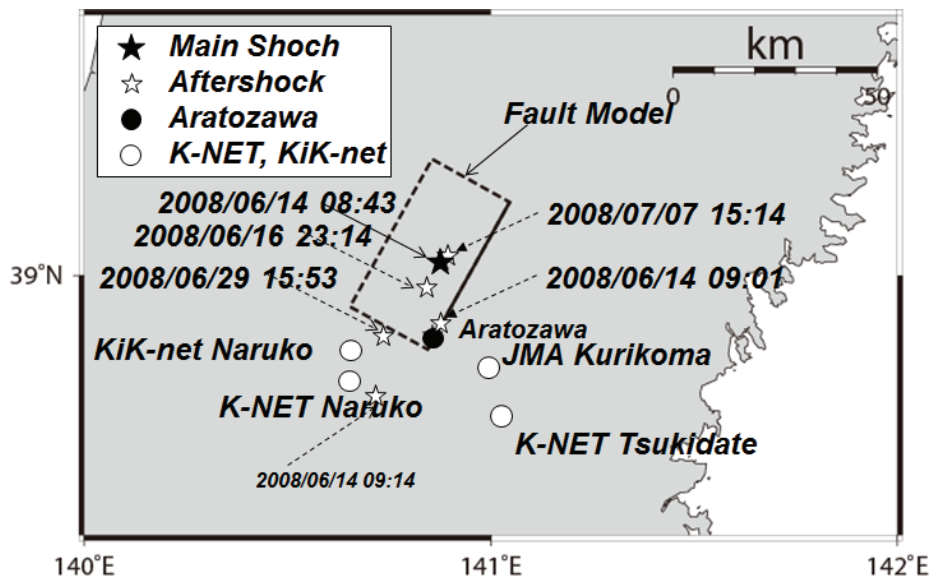 Main Shoch
Aftershock
Aratozawa
K-NET, KiK-net
km
0 50
Fault Model
2008/06/14 08:43
2008/07/07 15:14
2008/06/16 23:14
39°N
2008/06/29 15:53
2008/06/14 09:01
Aratozawa
KiK-net Naruko
JMA Kurikoma
K-NET Naruko
K-NET Tsukidate
2008/06/14 09:14
140°E 141°E 142°E